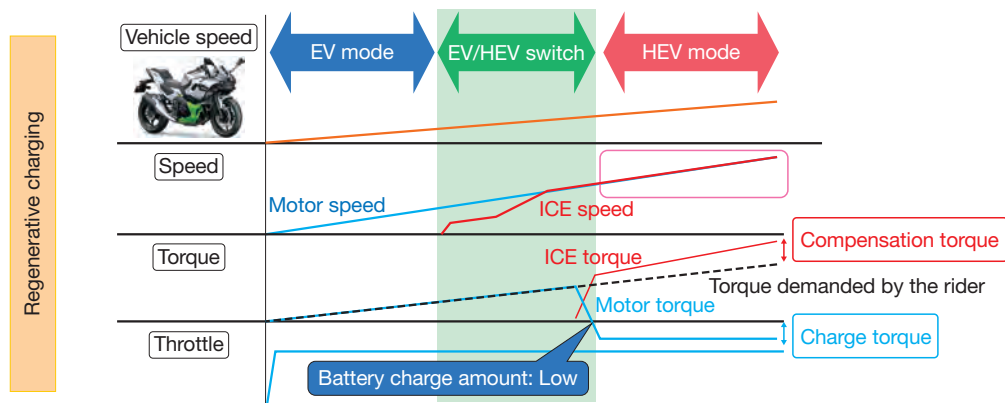 Regenerative charging
Vehicle speed
EV mode
EV/HEV switch
HEV mode
Speed
Motor speed
ICE speed
Torque
ICE torque
Compensation torque
Torque demanded by the rider
Motor torque
Throttle
Charge torque
Battery charge amount: Low